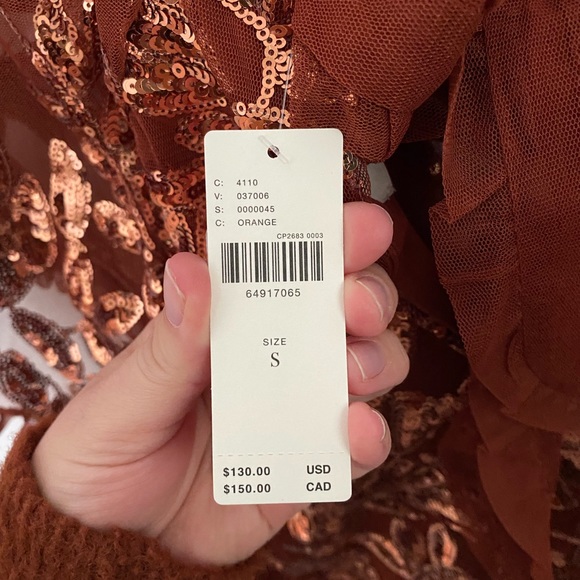 C: 4110
V: 037006
S: 0000045
C: ORANGE
CP2683 0003
64917065
SIZE
S
$130.00 USD
$150.00 CAD